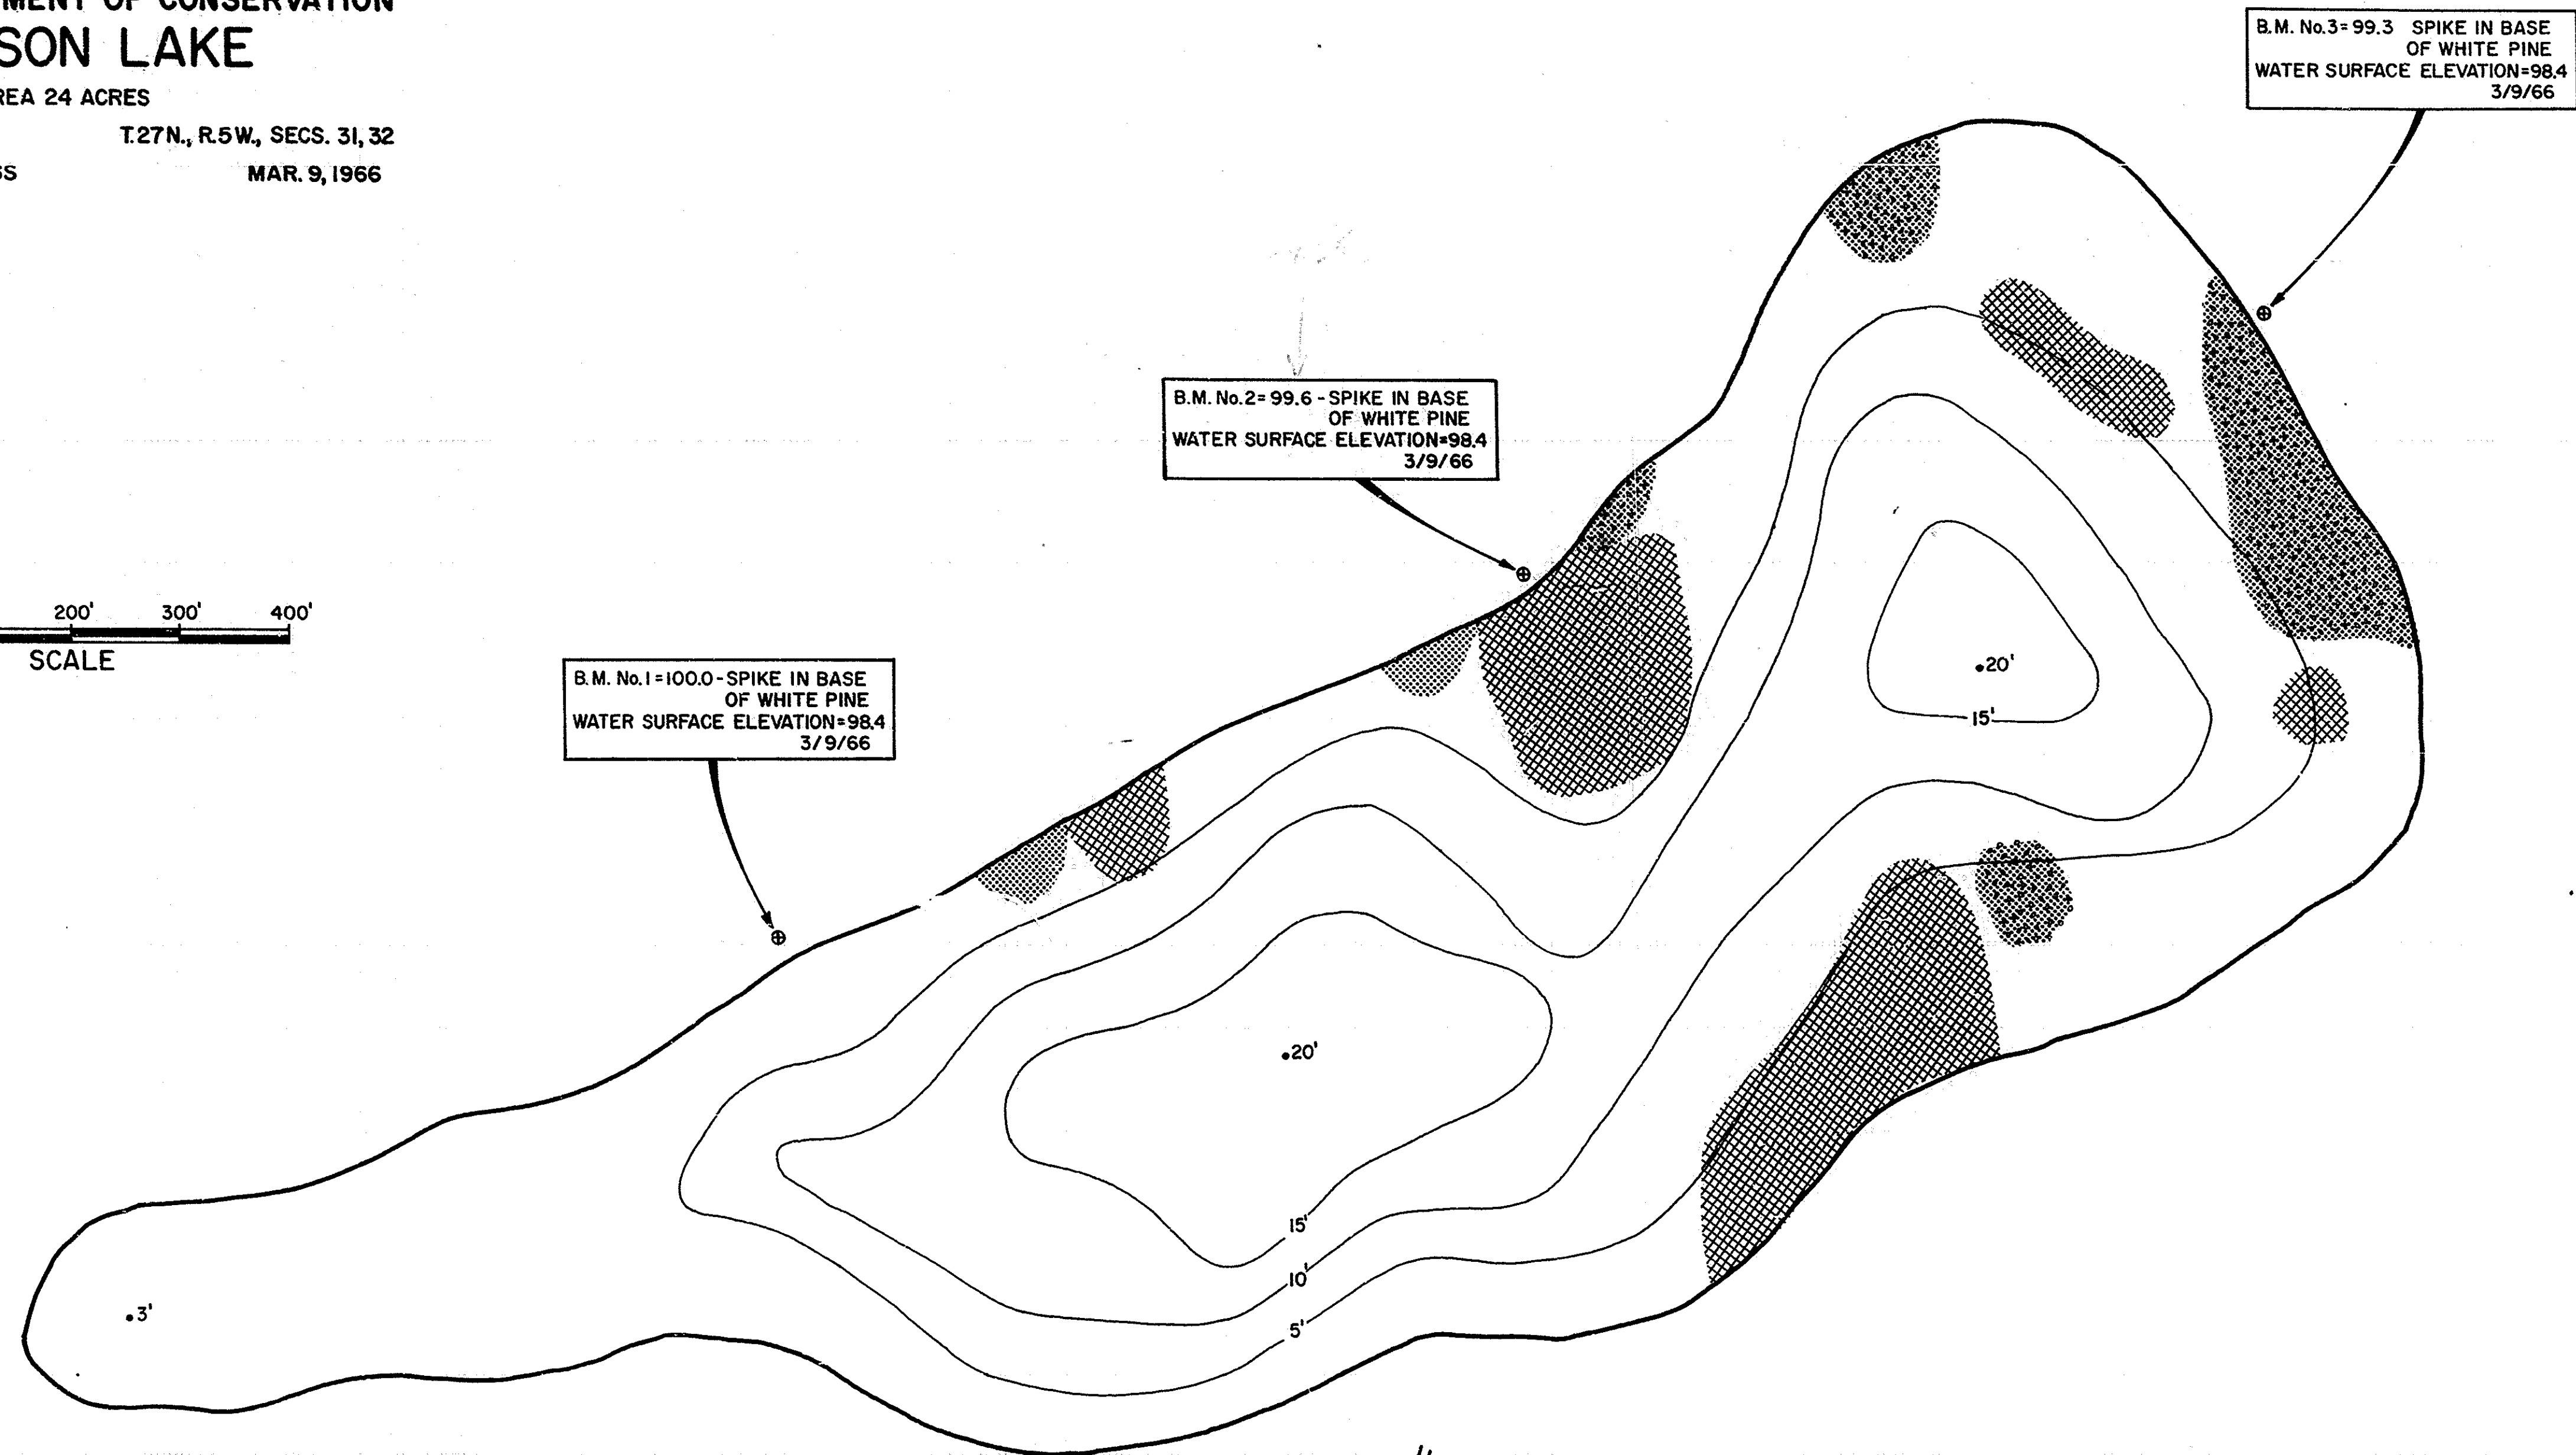 OF CONSERVATION
LAKE
24 ACRES
T.27N., R.5W., SECS. 31, 32
MAR. 9, 1966
B.M. No.3=99.3 SPIKE IN BASE
OF WHITE PINE
WATER SURFACE ELEVATION=98.4
3/9/66
B.M. No.2=99.6-SPIKE IN BASE
OF WHITE PINE
WATER SURFACE ELEVATION=98.4
3/9/66
200' 300' 400'
SCALE
B.M. No.1=100.0-SPIKE IN BASE
OF WHITE PINE
WATER SURFACE ELEVATION=98.4
3/9/66
20'
15'
20'
15'
10'
5'
3'